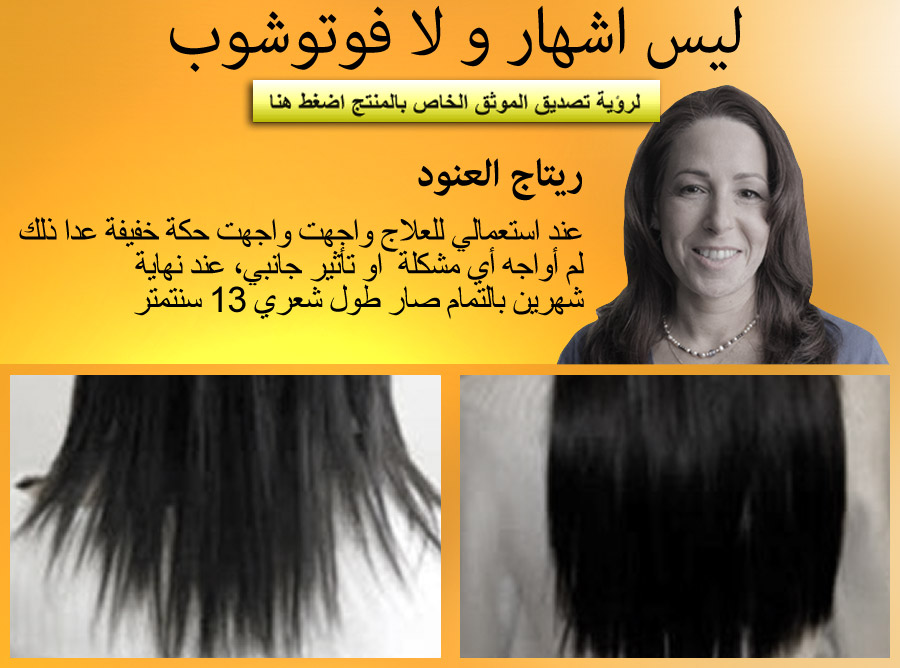 ليس اشهار و لا فوتوشوب
لرؤية تصديق الموثق الخاص بالمنتج اضغط هنا
ريتاج العنود
عند استعمالي للعلاج واجهت واجهت حكة خفيفة عدا ذلك
لم أواجه أي مشكلة او تأثير جانبي، عند نهاية
شهرين بالتمام صار طول شعري 13 سنتمتر